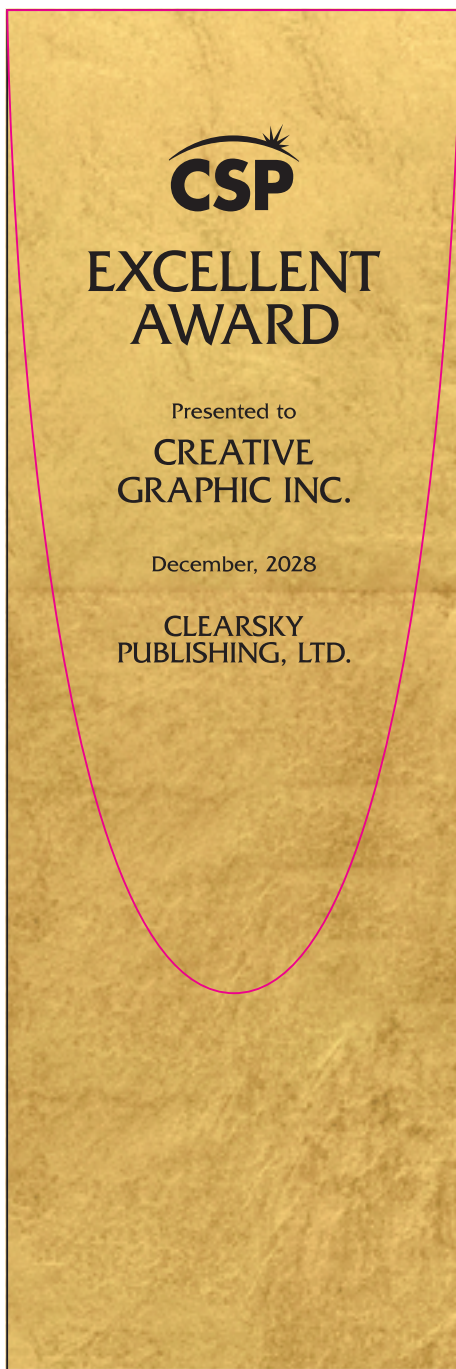 CSP
EXCELLENT
AWARD
Presented to
CREATIVE
GRAPHIC INC.
December, 2028
CLEARSKY
PUBLISHING, LTD.